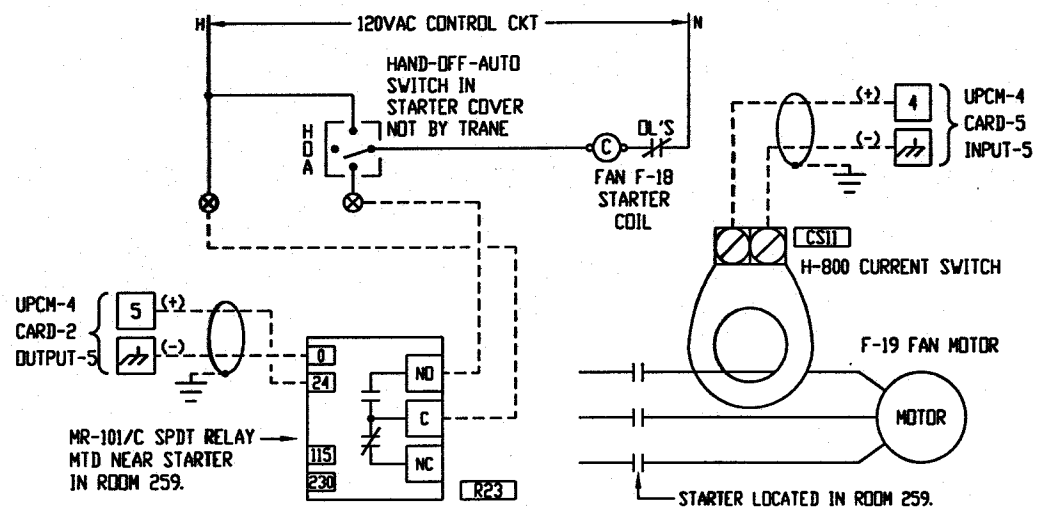 H 120VAC CONTROL CKT N
HAND-OFF-AUTO
SWITCH IN
STARTER COVER
NOT BY TRANE
H
O
A
C
OL'S
FAN F-18
STARTER
COIL
(+) 4
(-)
UPCM-4
CARD-5
INPUT-5
CS11
H-800 CURRENT SWITCH
UPCM-4
CARD-2
OUTPUT-5
5 (+)
(-)
0
24
115
230
NO
C
NC
R23
MR-101/C SPDT RELAY
MTD NEAR STARTER
IN ROOM 259.
F-19 FAN MOTOR
MOTOR
STARTER LOCATED IN ROOM 259.